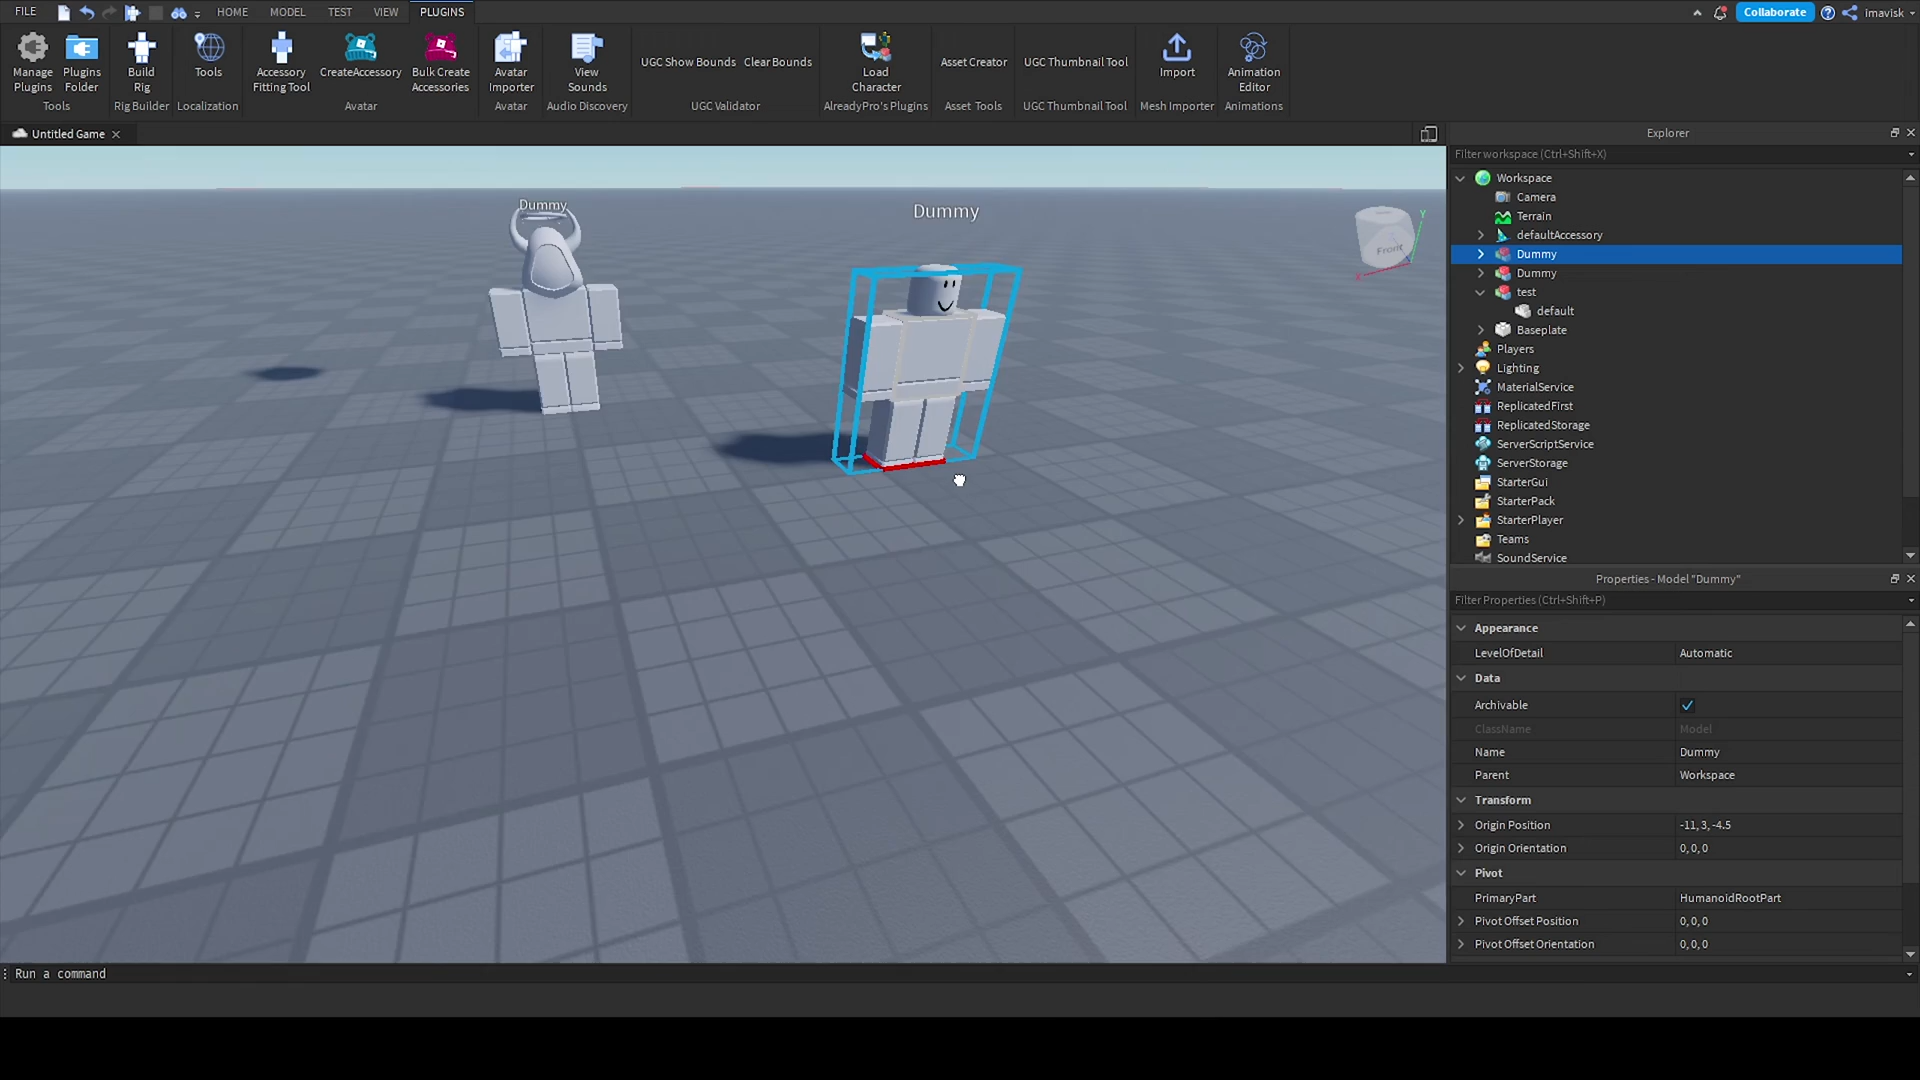 FILE HOME MODEL TEST VIEW PLUGINS Collaborate imavisk
Manage Plugins
Plugins Folder
Build Rig
Tools
Accessory Fitting Tool
CreateAccessory
Bulk Create Accessories
Avatar Importer
View Sounds
UGC Show Bounds
Clear Bounds
Load Character
Asset Creator
UGC Thumbnail Tool
Import
Animation Editor
Tools
Rig Builder
Localization
Avatar
Avatar
Audio Discovery
UGC Validator
AlreadyPro's Plugins
Asset Tools
UGC Thumbnail Tool
Mesh Importer
Animations
Untitled Game
Dummy
Dummy
Front
Y
X
Explorer
Filter workspace (Ctrl+Shift+X)
Workspace
Camera
Terrain
defaultAccessory
Dummy
Dummy
test
default
Baseplate
Players
Lighting
MaterialService
ReplicatedFirst
ReplicatedStorage
ServerScriptService
ServerStorage
StarterGui
StarterPack
StarterPlayer
Teams
SoundService
Properties - Model "Dummy"
Filter Properties (Ctrl+Shift+P)
Appearance
LevelOfDetail Automatic
Data
Archivable
ClassName Model
Name Dummy
Parent Workspace
Transform
Origin Position -11, 3, -4.5
Origin Orientation 0, 0, 0
Pivot
PrimaryPart HumanoidRootPart
Pivot Offset Position 0, 0, 0
Pivot Offset Orientation 0, 0, 0
Run a command